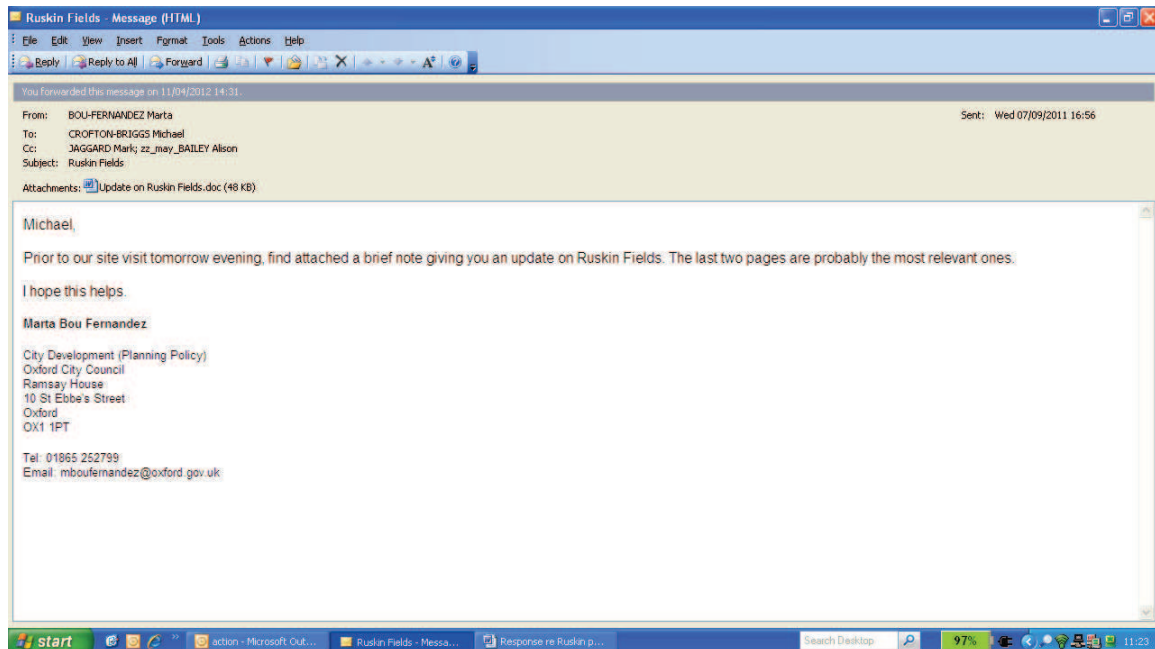 Ruskin Fields - Message (HTML)
File Edit View Insert Format Tools Actions Help
Reply Reply to All Forward
You forwarded this message on 11/04/2012 14:31.
From: BOU-FERNANDEZ Marta Sent: Wed 07/09/2011 16:56
To: CROFTON-BRIGGS Michael
Cc: JAGGARD Mark; zz_may_BAILEY Alison
Subject: Ruskin Fields
Attachments: Update on Ruskin Fields.doc (48 KB)
Michael,
Prior to our site visit tomorrow evening, find attached a brief note giving you an update on Ruskin Fields. The last two pages are probably the most relevant ones.
I hope this helps.
Marta Bou Fernandez
City Development (Planning Policy)
Oxford City Council
Ramsay House
10 St Ebbe's Street
Oxford
OX1 1PT
Tel: 01865 252799
Email: mboufernandez@oxford.gov.uk
start action - Microsoft Out... Ruskin Fields - Messa... Response re Ruskin p... Search Desktop 97% 11:23